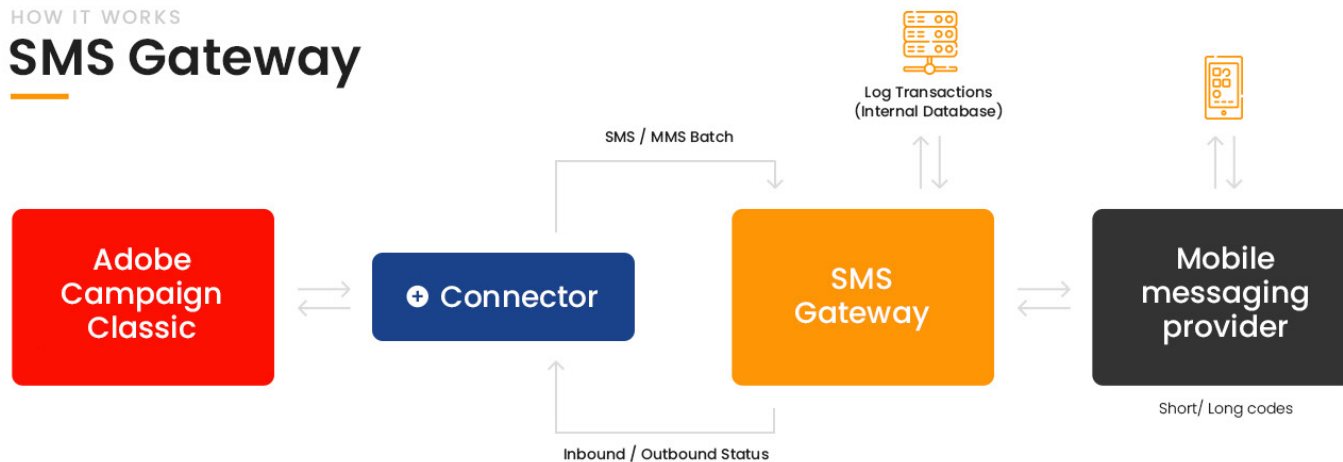 HOW IT WORKS
SMS Gateway
Log Transactions
(Internal Database)
SMS / MMS Batch
Adobe
Campaign
Classic
Connector
SMS
Gateway
Mobile
messaging
provider
Short/ Long codes
Inbound / Outbound Status